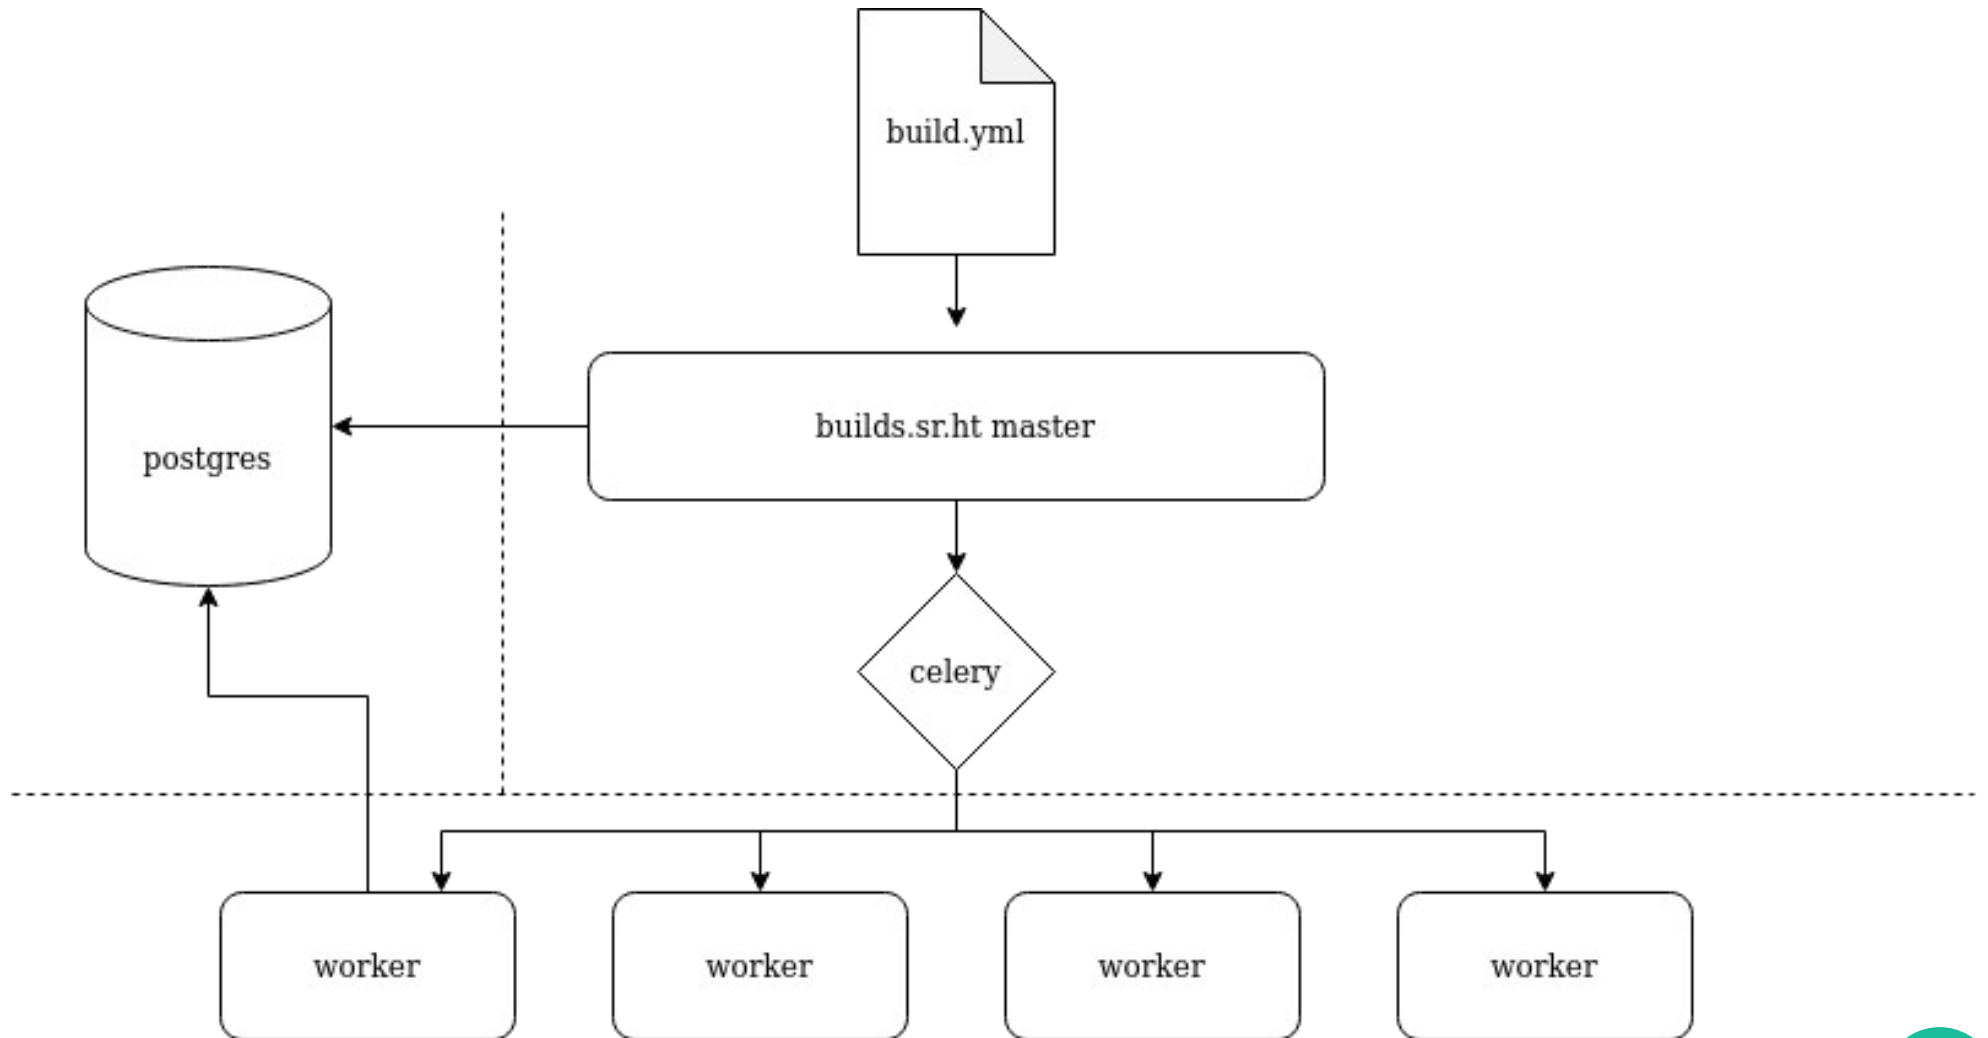 build.yml
builds.sr.ht master
postgres
celery
worker
worker
worker
worker